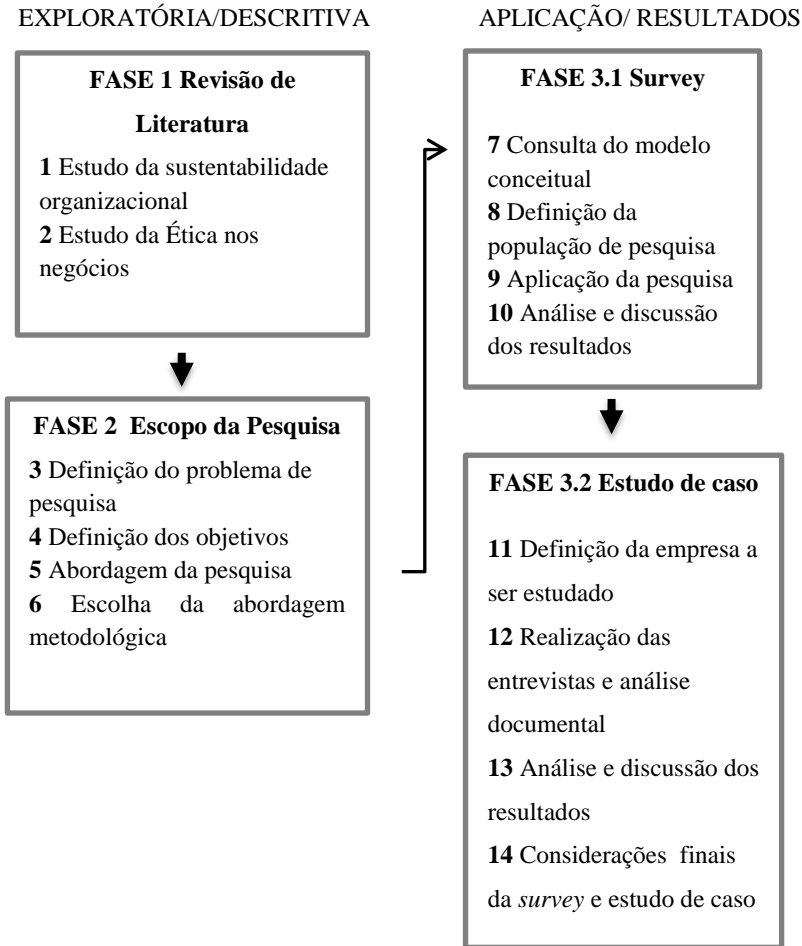 EXPLORATÓRIA/DESCRITIVA
FASE 1 Revisão de
Literatura
1 Estudo da sustentabilidade
organizacional
2 Estudo da Ética nos
negócios
FASE 2 Escopo da Pesquisa
3 Definição do problema de
pesquisa
4 Definição dos objetivos
5 Abordagem da pesquisa
6 Escolha da abordagem
metodológica
APLICAÇÃO/ RESULTADOS
FASE 3.1 Survey
7 Consulta do modelo
conceitual
8 Definição da
população de pesquisa
9 Aplicação da pesquisa
10 Análise e discussão
dos resultados
FASE 3.2 Estudo de caso
11 Definição da empresa a
ser estudado
12 Realização das
entrevistas e análise
documental
13 Análise e discussão dos
resultados
14 Considerações finais
da survey e estudo de caso